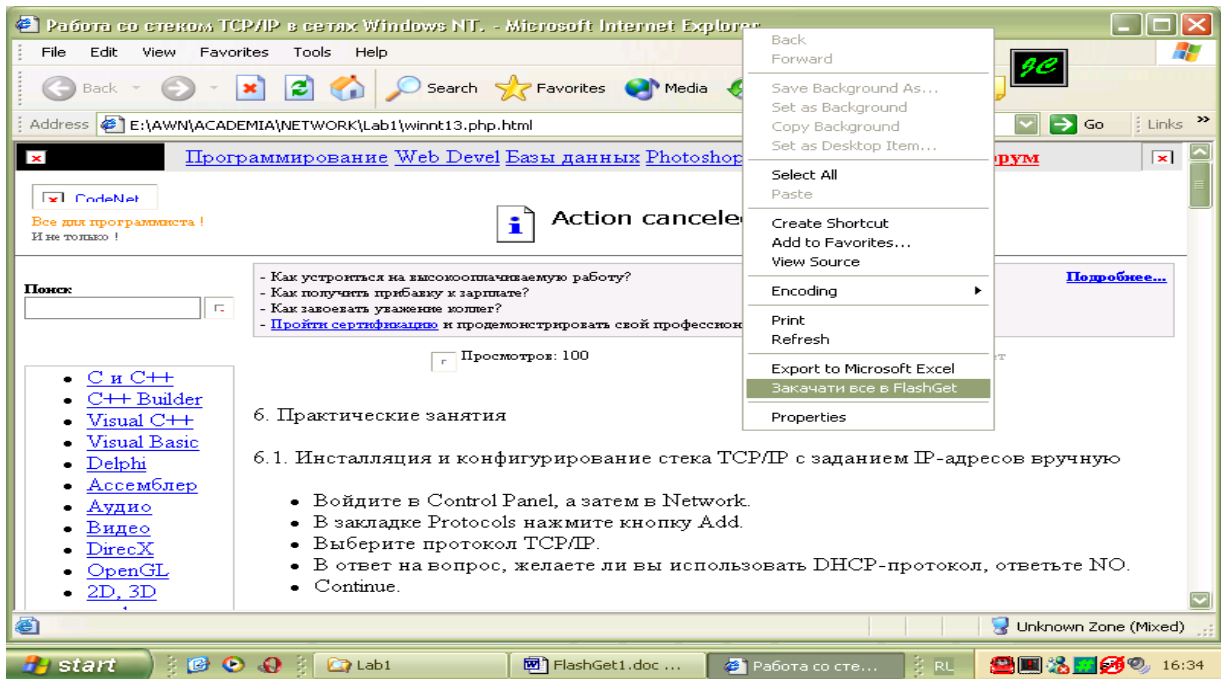 Работа со стеком TCP/IP в сетях Windows NT. - Microsoft Internet Explorer
File Edit View Favorites Tools Help
Back Search Favorites Media
Address E:\AWN\ACADEMIA\NETWORK\Lab1\winnt13.php.html Go Links »
Программирование Web Devel Базы данных Photoshop
CodeNet
Все для программиста !
И не только !
Action cancele
Поиск
- Как устроиться на высокооплачиваемую работу?
- Как получить прибавку к зарплате?
- Как завоевать уважение коллег?
- Пройти сертификацию и продемонстрировать свой профессион
Подробнее...
Просмотров: 100
С и С++
C++ Builder
Visual C++
Visual Basic
Delphi
Ассемблер
Аудио
Видео
DirecX
OpenGL
2D, 3D
6. Практические занятия
6.1. Инсталляция и конфигурирование стека TCP/IP с заданием IP-адресов вручную
Войдите в Control Panel, а затем в Network.
В закладке Protocols нажмите кнопку Add.
Выберите протокол TCP/IP.
В ответ на вопрос, желаете ли вы использовать DHCP-протокол, ответьте NO.
Continue.
Back
Forward
Save Background As...
Set as Background
Copy Background
Set as Desktop Item...
Select All
Paste
Create Shortcut
Add to Favorites...
View Source
Encoding
Print
Refresh
Export to Microsoft Excel
Закачати все в FlashGet
Properties
Unknown Zone (Mixed)
start Lab1 FlashGet1.doc ... Работа со сте... RL 16:34